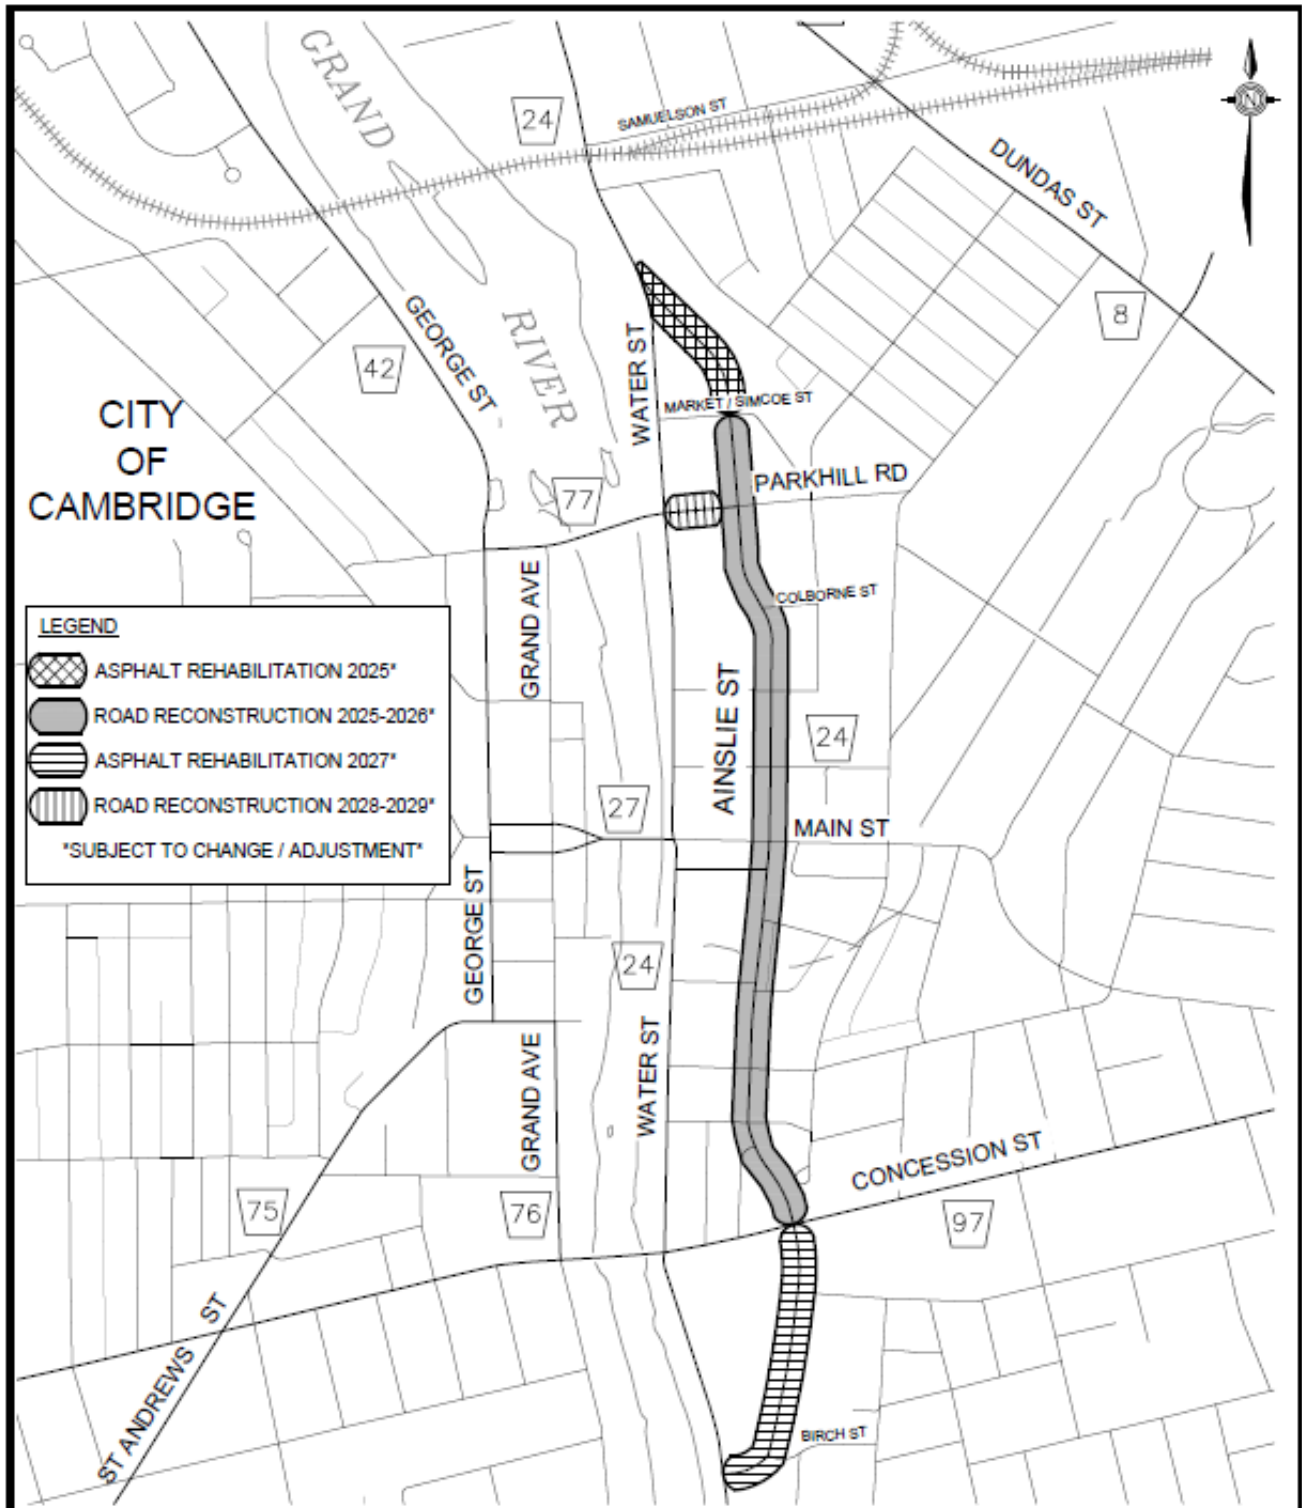 GRAND
RIVER
24
SAMUELSON ST
N
DUNDAS ST
8
GEORGE ST
42
WATER ST
MARKET / SIMCOE ST
CITY
OF
CAMBRIDGE
77
PARKHILL RD
GRAND AVE
COLBORNE ST
LEGEND
ASPHALT REHABILITATION 2025*
ROAD RECONSTRUCTION 2025-2026*
ASPHALT REHABILITATION 2027*
ROAD RECONSTRUCTION 2028-2029*
*SUBJECT TO CHANGE / ADJUSTMENT*
AINSLIE ST
24
27
MAIN ST
GEORGE ST
24
GRAND AVE
WATER ST
CONCESSION ST
75
76
97
ST ANDREWS ST
BIRCH ST